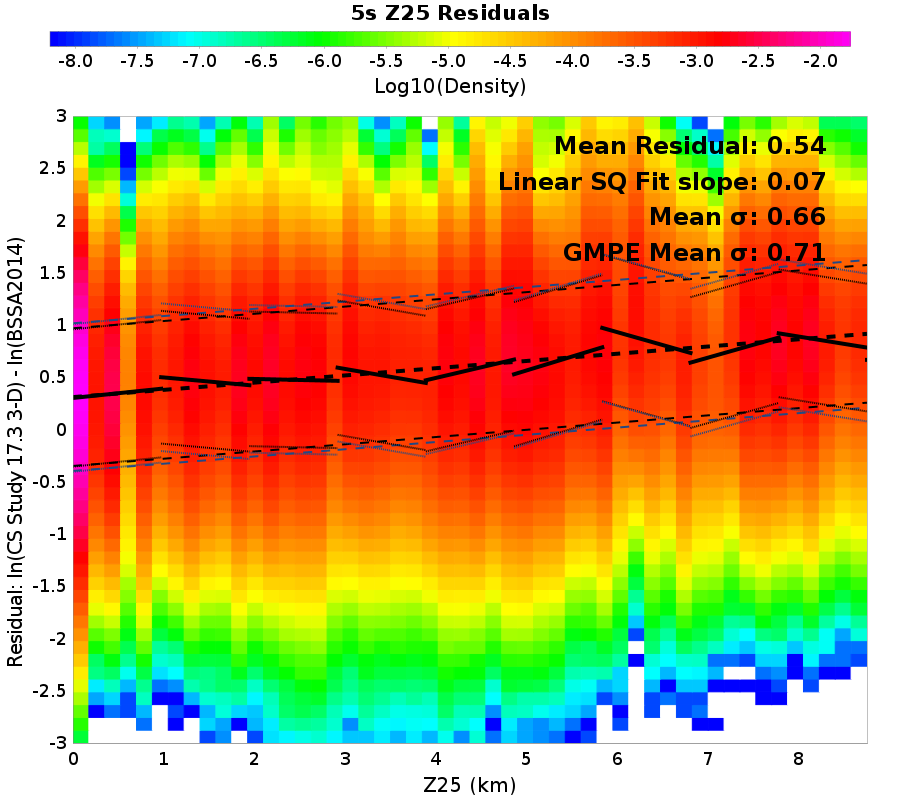 5s Z25 Residuals
-8.0 -7.5 -7.0 -6.5 -6.0 -5.5 -5.0 -4.5 -4.0 -3.5 -3.0 -2.5 -2.0
Log10(Density)
Mean Residual: 0.54
Linear SQ Fit slope: 0.07
Mean σ: 0.66
GMPE Mean σ: 0.71
Residual: ln(CS Study 17.3 3-D) - ln(BSSA2014)
3
2.5
2
1.5
1
0.5
0
-0.5
-1
-1.5
-2
-2.5
-3
0 1 2 3 4 5 6 7 8
Z25 (km)